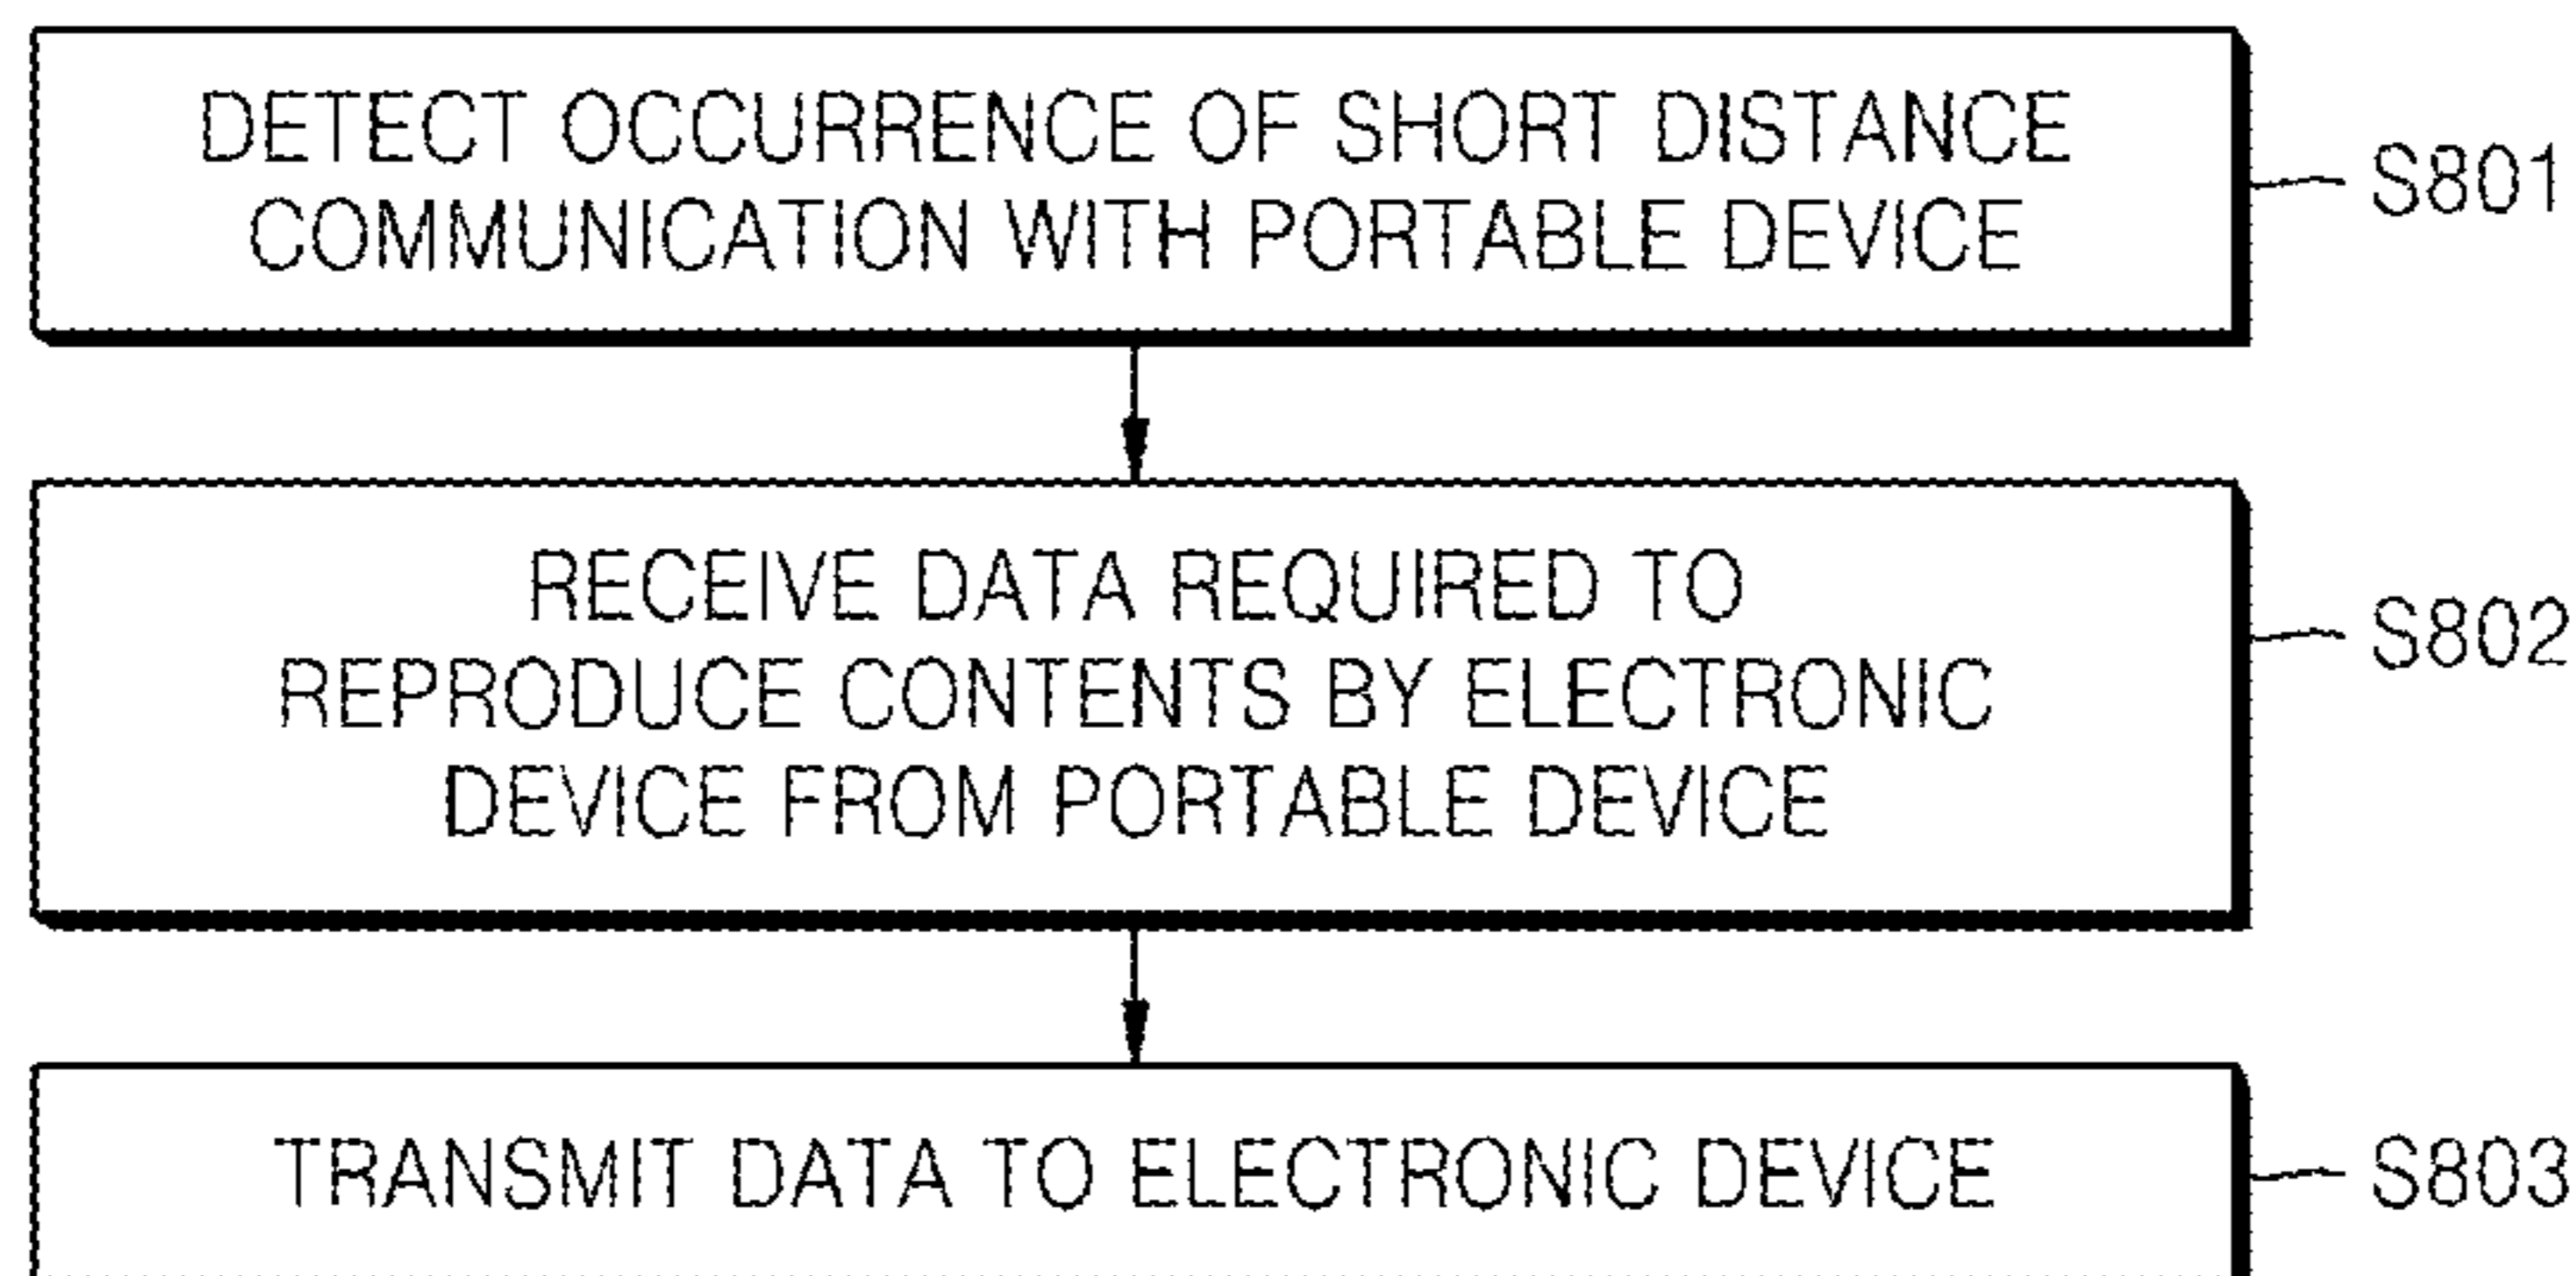 DETECT OCCURRENCE OF SHORT DISTANCE
COMMUNICATION WITH PORTABLE DEVICE
S801
RECEIVE DATA REQUIRED TO
REPRODUCE CONTENTS BY ELECTRONIC
DEVICE FROM PORTABLE DEVICE
S802
TRANSMIT DATA TO ELECTRONIC DEVICE
S803